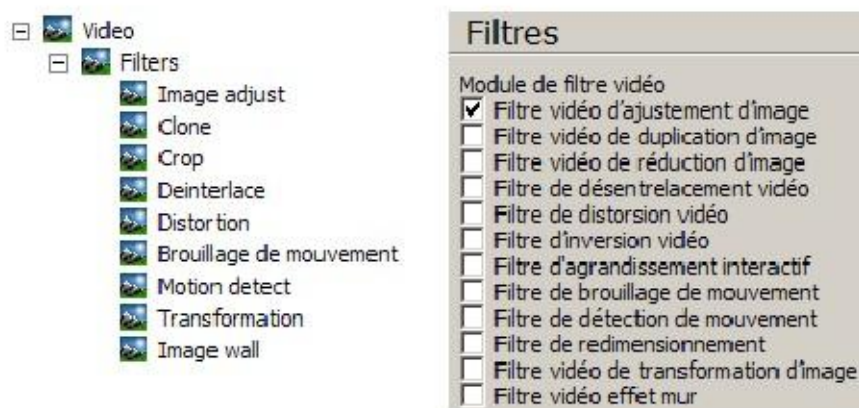 Video
Filters
Image adjust
Clone
Crop
Deinterlace
Distortion
Brouillage de mouvement
Motion detect
Transformation
Image wall
Filtres
Module de filtre vidéo
Filtre vidéo d'ajustement d'image
Filtre vidéo de duplication d'image
Filtre vidéo de réduction d'image
Filtre de désentrelacement vidéo
Filtre de distorsion vidéo
Filtre d'inversion vidéo
Filtre d'agrandissement interactif
Filtre de brouillage de mouvement
Filtre de détection de mouvement
Filtre de redimensionnement
Filtre vidéo de transformation d'image
Filtre vidéo effet mur